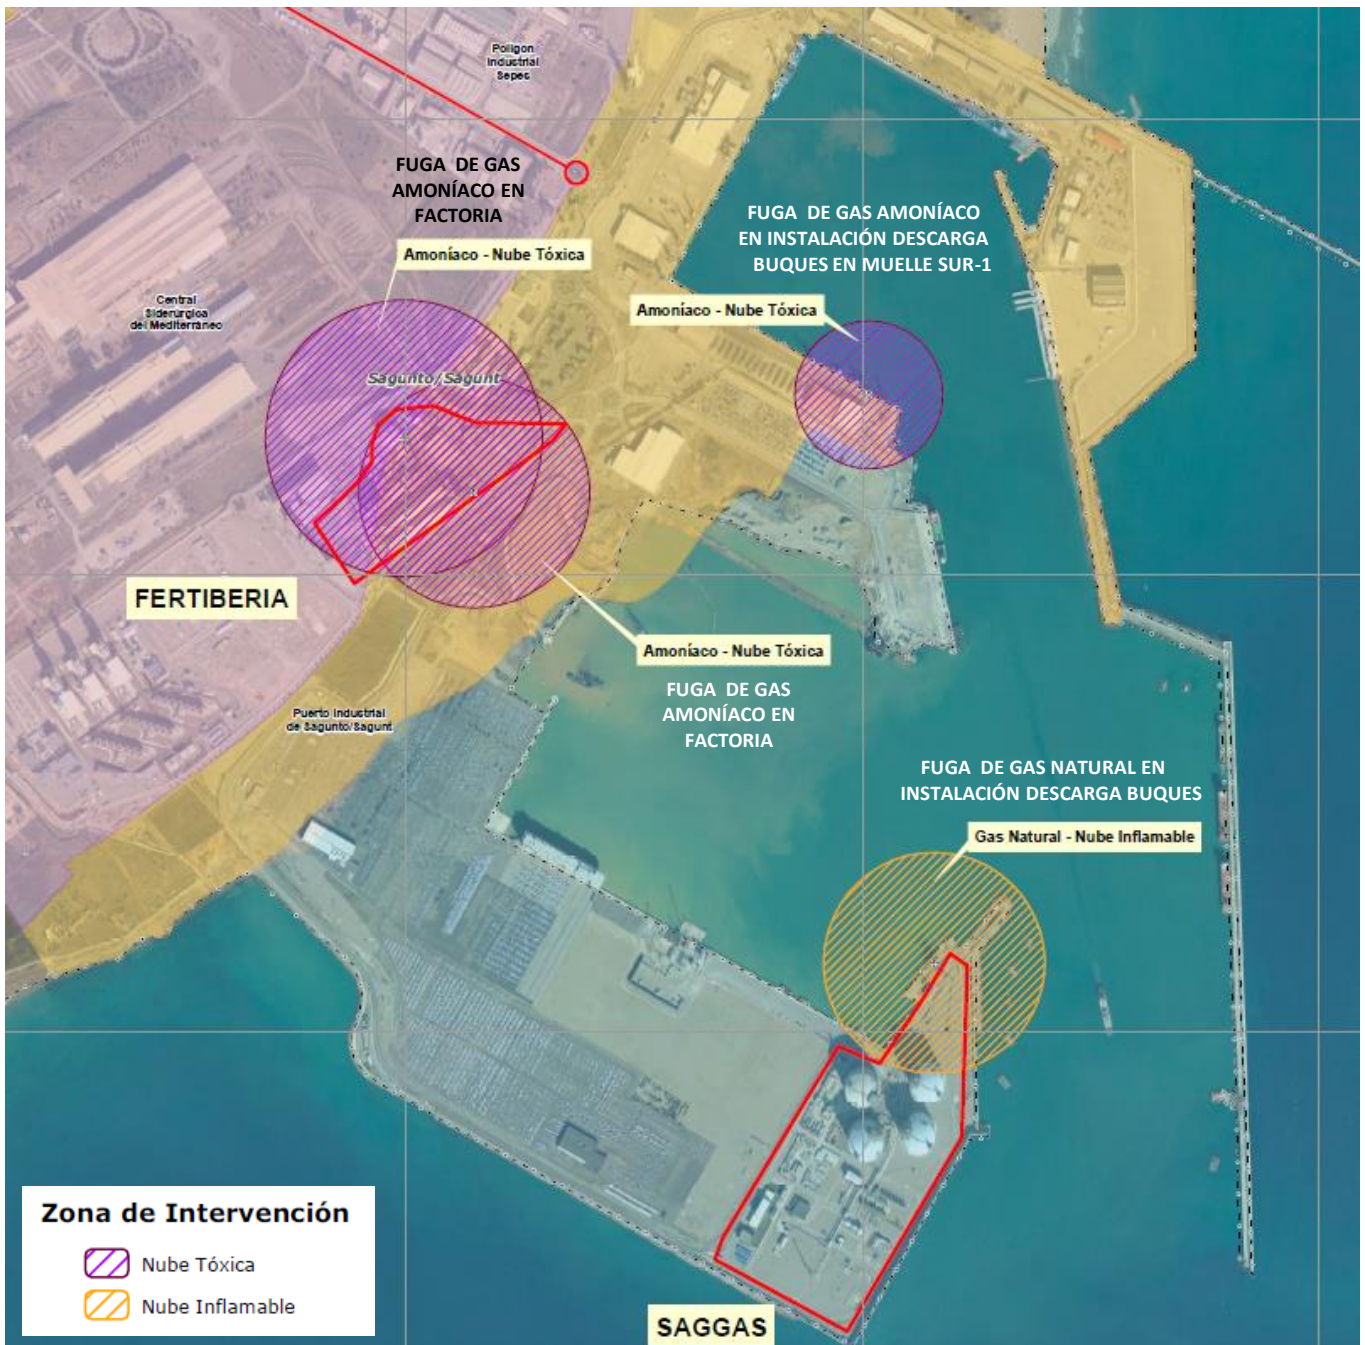 Poligon
Industrial
Sepes
FUGA DE GAS
AMONÍACO EN
FACTORIA
Amoníaco - Nube Tóxica
FUGA DE GAS AMONÍACO
EN INSTALACIÓN DESCARGA
BUQUES EN MUELLE SUR-1
Amoníaco - Nube Tóxica
Central
Siderúrgica
del Mediterráneo
Sagunto/Sagunt
FERTIBERIA
Amoníaco - Nube Tóxica
FUGA DE GAS
AMONÍACO EN
FACTORIA
Puerto Industrial
de Sagunto/Sagunt
FUGA DE GAS NATURAL EN
INSTALACIÓN DESCARGA BUQUES
Gas Natural - Nube Inflamable
Zona de Intervención
Nube Tóxica
Nube Inflamable
SAGGAS